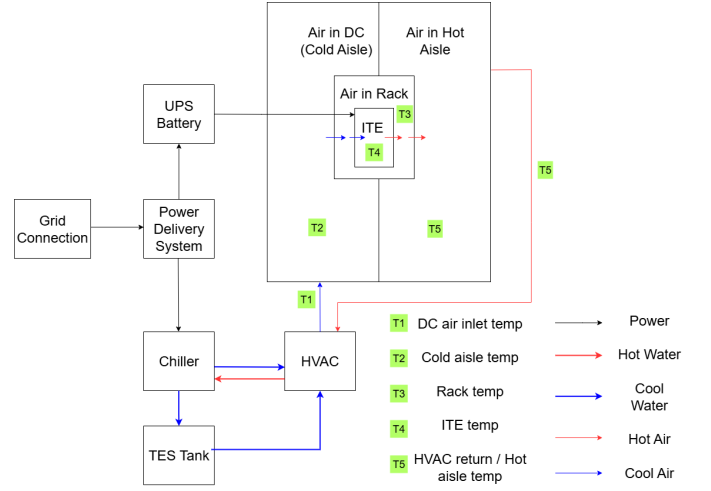 Air in DC
(Cold Aisle)
Air in Hot
Aisle
Air in Rack
T3
ITE
T4
UPS
Battery
T5
Grid
Connection
Power
Delivery
System
T2
T5
T1
Chiller
HVAC
TES Tank
T1 DC air inlet temp
T2 Cold aisle temp
T3 Rack temp
T4 ITE temp
T5 HVAC return / Hot
aisle temp
Power
Hot Water
Cool
Water
Hot Air
Cool Air